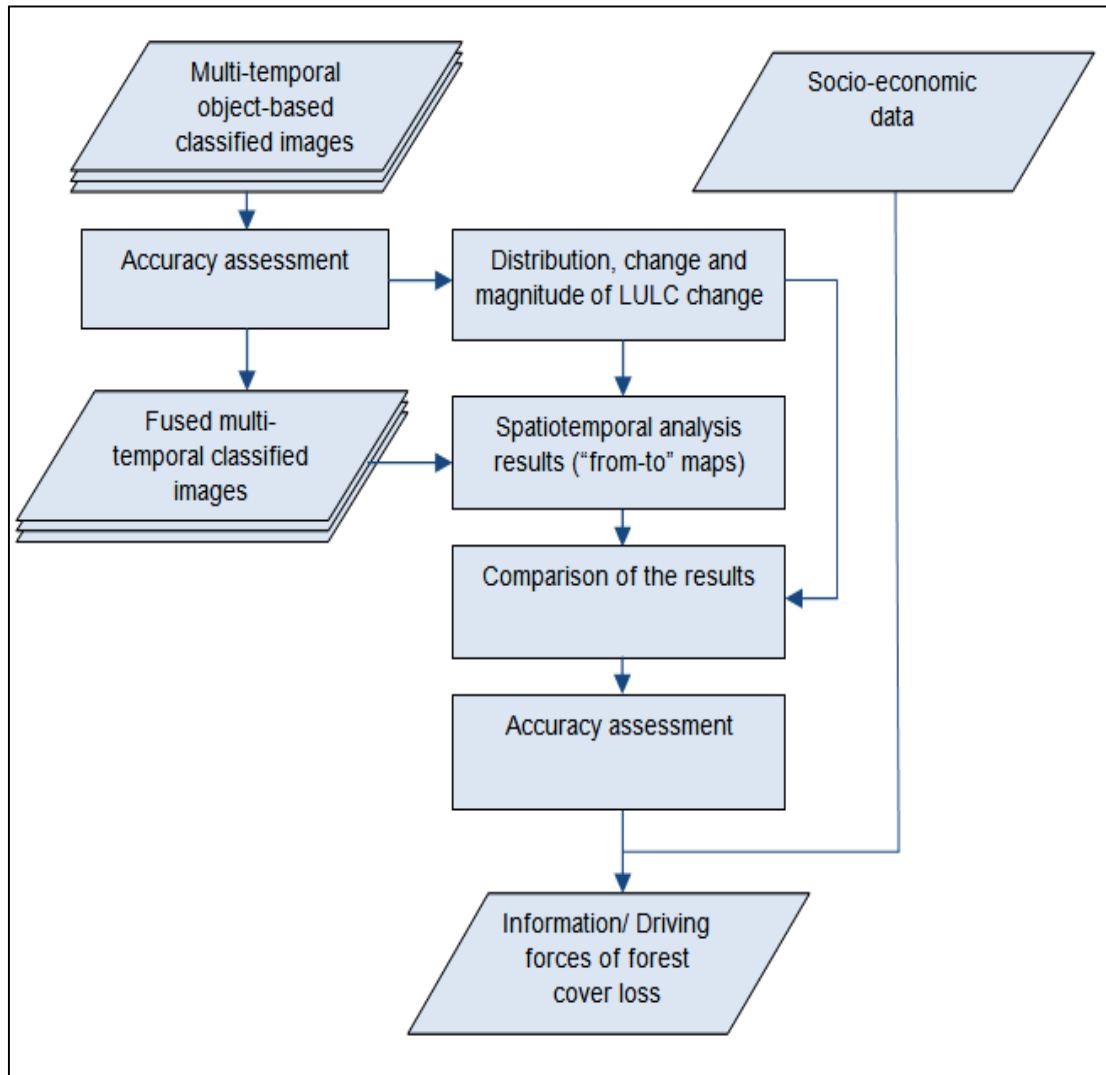 Multi-temporal
object-based
classified images
Socio-economic
data
Accuracy assessment
Distribution, change and
magnitude of LULC change
Fused multi-
temporal classified
images
Spatiotemporal analysis
results (“from-to” maps)
Comparison of the results
Accuracy assessment
Information/ Driving
forces of forest
cover loss